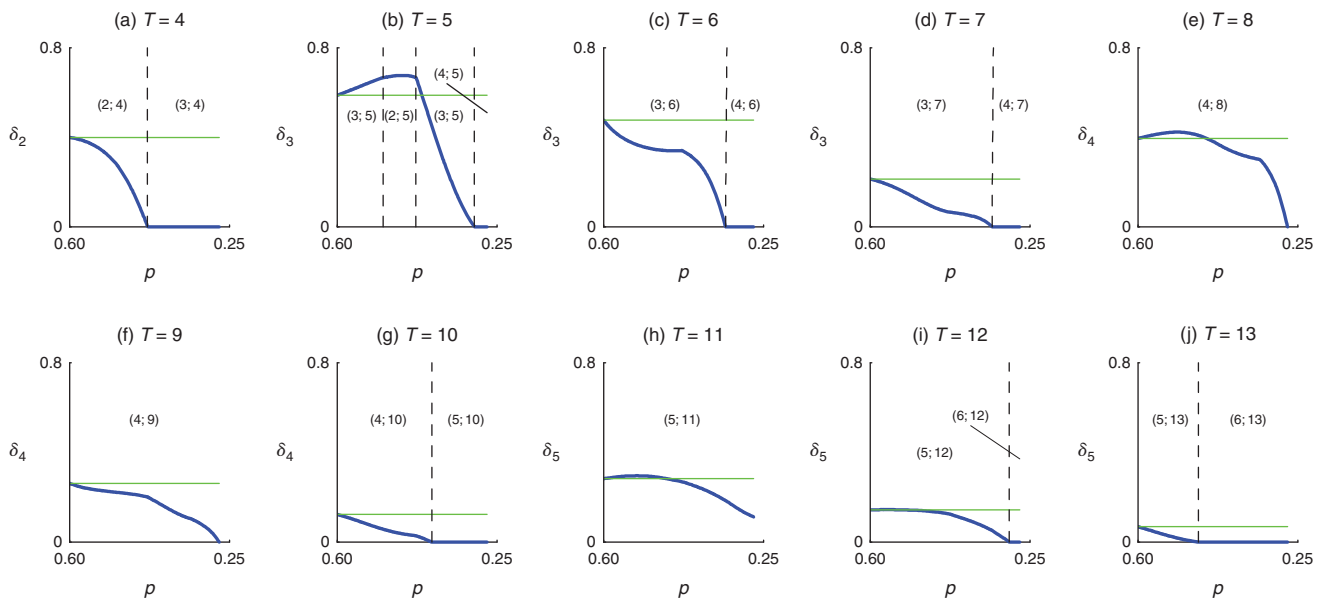 (a) T = 4
0.8
(2; 4)
(3; 4)
δ2
0
0.60
0.25
p
(b) T = 5
0.8
(4; 5)
(3; 5)
(2; 5)
(3; 5)
δ3
0
0.60
0.25
p
(c) T = 6
0.8
(3; 6)
(4; 6)
δ3
0
0.60
0.25
p
(d) T = 7
0.8
(3; 7)
(4; 7)
δ3
0
0.60
0.25
p
(e) T = 8
0.8
(4; 8)
δ4
0
0.60
0.25
p
(f) T = 9
0.8
(4; 9)
δ4
0
0.60
0.25
p
(g) T = 10
0.8
(4; 10)
(5; 10)
δ4
0
0.60
0.25
p
(h) T = 11
0.8
(5; 11)
δ5
0
0.60
0.25
p
(i) T = 12
0.8
(6; 12)
(5; 12)
δ5
0
0.60
0.25
p
(j) T = 13
0.8
(5; 13)
(6; 13)
δ5
0
0.60
0.25
p